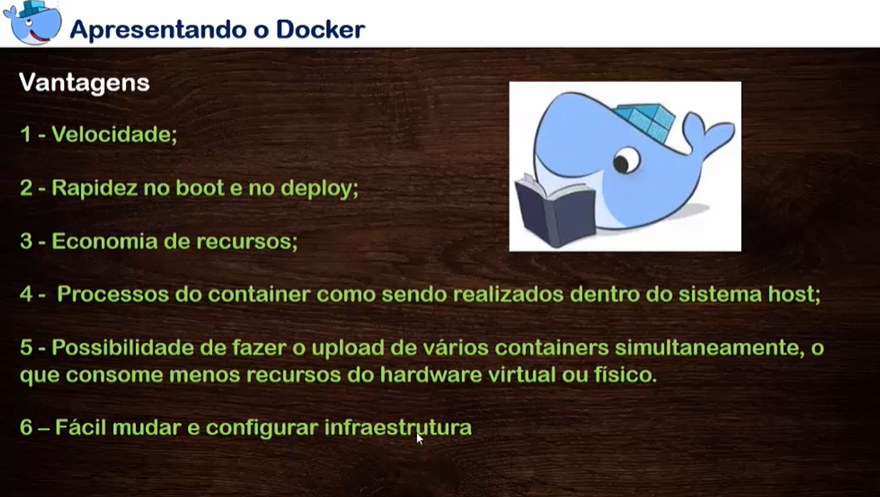 Apresentando o Docker
Vantagens
1 - Velocidade;
2 - Rapidez no boot e no deploy;
3 - Economia de recursos;
4 -  Processos do container como sendo realizados dentro do sistema host;
5 - Possibilidade de fazer o upload de vários containers simultaneamente, o
que consome menos recursos do hardware virtual ou físico.
6 – Fácil mudar e configurar infraestrutura